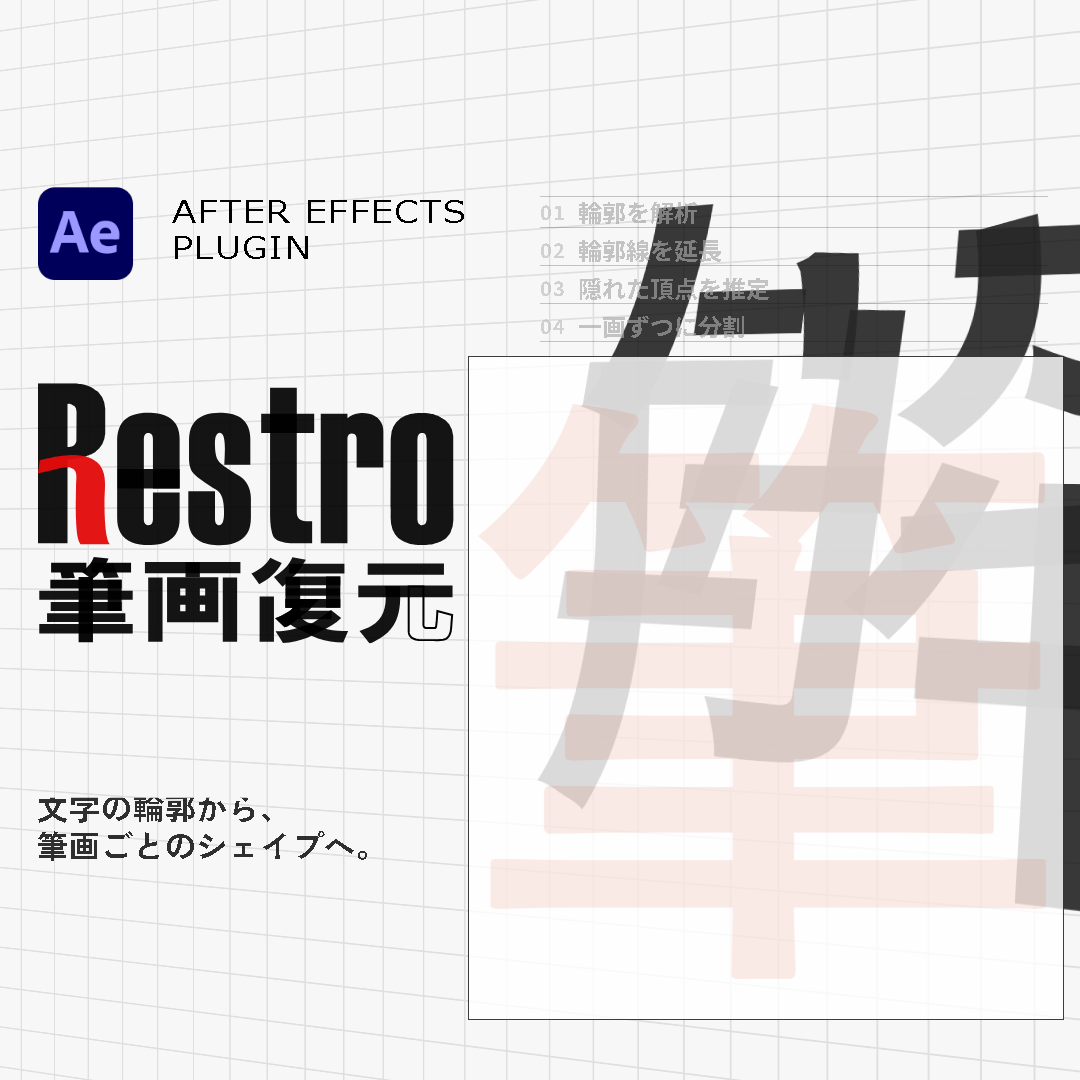 Ae
AFTER EFFECTS
PLUGIN
01 輪郭を解析
02 輪郭線を延長
03 隠れた頂点を推定
04 一画ずつに分割
Restro
筆画復元
文字の輪郭から、
筆画ごとのシェイプへ。
筆
解